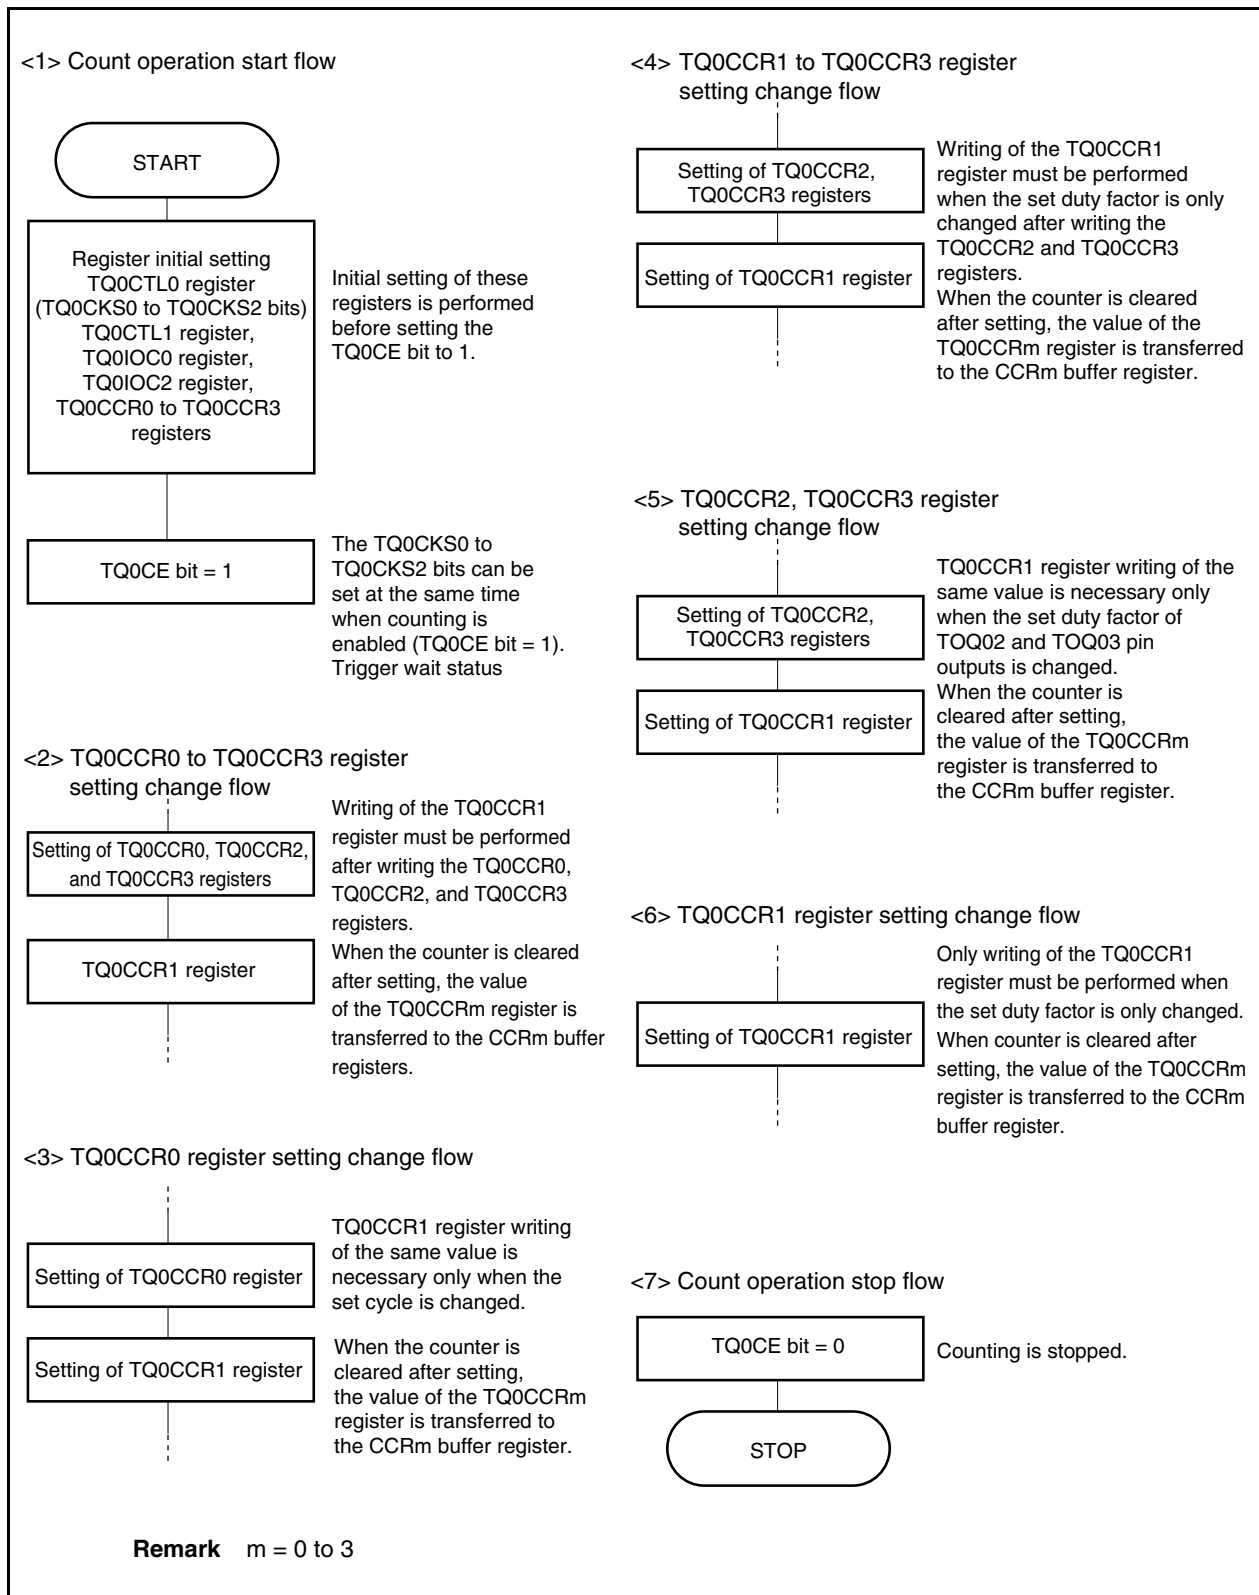 <1> Count operation start flow
START
Register initial setting
TQ0CTL0 register
(TQ0CKS0 to TQ0CKS2 bits)
TQ0CTL1 register,
TQ0IOC0 register,
TQ0IOC2 register,
TQ0CCR0 to TQ0CCR3
registers
Initial setting of these
registers is performed
before setting the
TQ0CE bit to 1.
TQ0CE bit = 1
The TQ0CKS0 to
TQ0CKS2 bits can be
set at the same time
when counting is
enabled (TQ0CE bit = 1).
Trigger wait status
<2> TQ0CCR0 to TQ0CCR3 register
setting change flow
Setting of TQ0CCR0, TQ0CCR2,
and TQ0CCR3 registers
TQ0CCR1 register
Writing of the TQ0CCR1
register must be performed
after writing the TQ0CCR0,
TQ0CCR2, and TQ0CCR3
registers.
When the counter is cleared
after setting, the value
of the TQ0CCRm register is
transferred to the CCRm buffer
registers.
<3> TQ0CCR0 register setting change flow
Setting of TQ0CCR0 register
TQ0CCR1 register writing
of the same value is
necessary only when the
set cycle is changed.
Setting of TQ0CCR1 register
When the counter is
cleared after setting,
the value of the TQ0CCRm
register is transferred to
the CCRm buffer register.
<4> TQ0CCR1 to TQ0CCR3 register
setting change flow
Setting of TQ0CCR2,
TQ0CCR3 registers
Setting of TQ0CCR1 register
Writing of the TQ0CCR1
register must be performed
when the set duty factor is only
changed after writing the
TQ0CCR2 and TQ0CCR3
registers.
When the counter is cleared
after setting, the value of the
TQ0CCRm register is transferred
to the CCRm buffer register.
<5> TQ0CCR2, TQ0CCR3 register
setting change flow
Setting of TQ0CCR2,
TQ0CCR3 registers
Setting of TQ0CCR1 register
TQ0CCR1 register writing of the
same value is necessary only
when the set duty factor of
TOQ02 and TOQ03 pin
outputs is changed.
When the counter is
cleared after setting,
the value of the TQ0CCRm
register is transferred to
the CCRm buffer register.
<6> TQ0CCR1 register setting change flow
Setting of TQ0CCR1 register
Only writing of the TQ0CCR1
register must be performed when
the set duty factor is only changed.
When counter is cleared after
setting, the value of the TQ0CCRm
register is transferred to the CCRm
buffer register.
<7> Count operation stop flow
TQ0CE bit = 0
Counting is stopped.
STOP
Remark m = 0 to 3